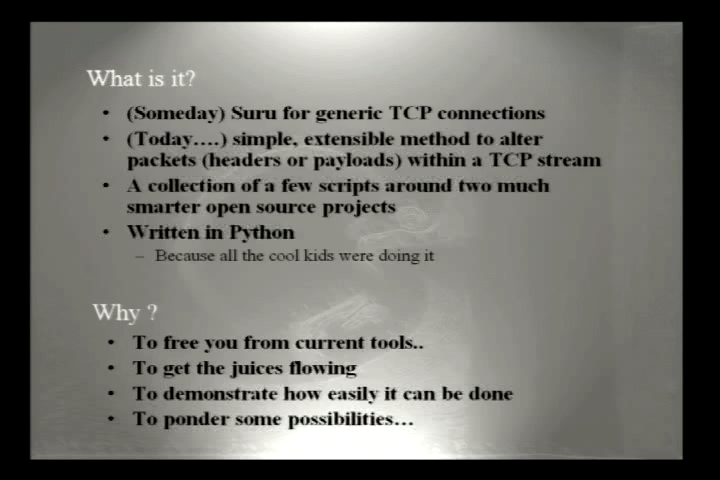 What is it?
• (Someday) Suru for generic TCP connections
• (Today….) simple, extensible method to alter
packets (headers or payloads) within a TCP stream
• A collection of a few scripts around two much
smarter open source projects
• Written in Python
– Because all the cool kids were doing it
Why ?
• To free you from current tools..
• To get the juices flowing
• To demonstrate how easily it can be done
• To ponder some possibilities…